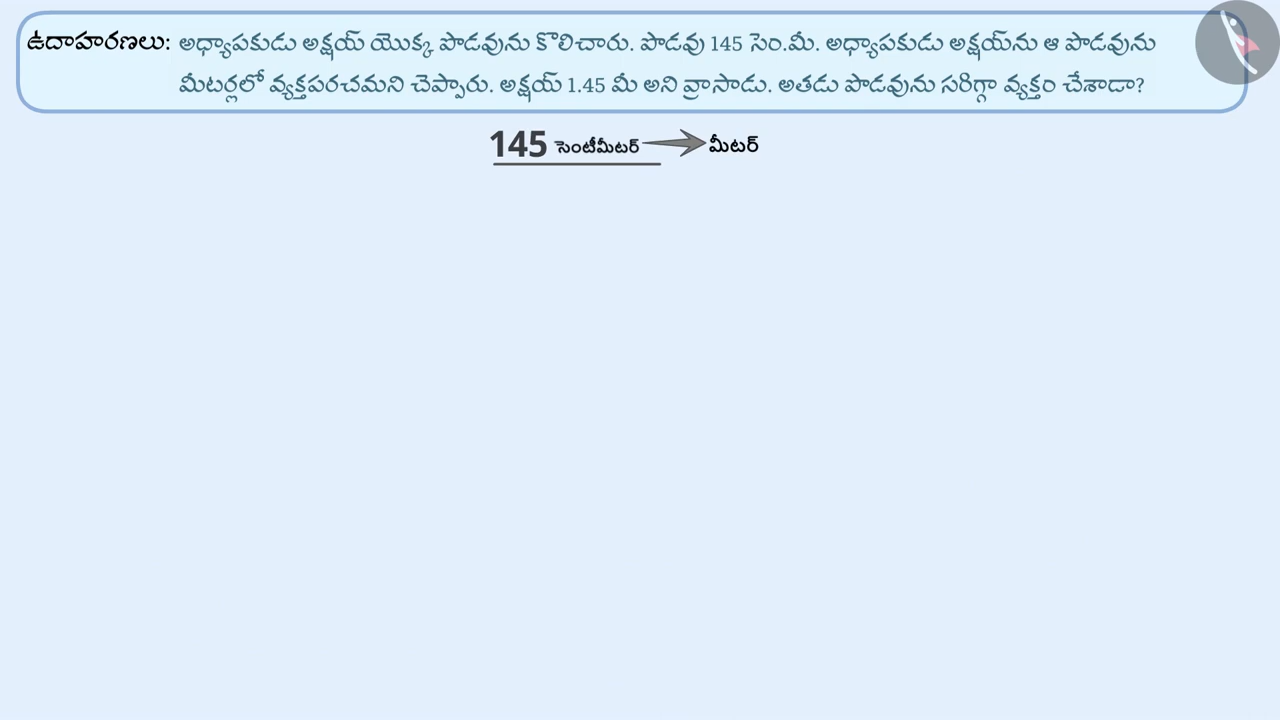 ఉదాహరణలు: అధ్యాపకుడు అక్షయ్ యొక్క పొడవును కొలిచారు. పొడవు 145 సెం.మీ. అధ్యాపకుడు అక్షయ్‌ను ఆ పొడవును
మీటర్లలో వ్యక్తపరచమని చెప్పారు. అక్షయ్ 1.45 మీ అని వ్రాసాడు. అతడు పొడవును సరిగ్గా వ్యక్తం చేశాడా?
145 సెంటీమీటర్ మీటర్